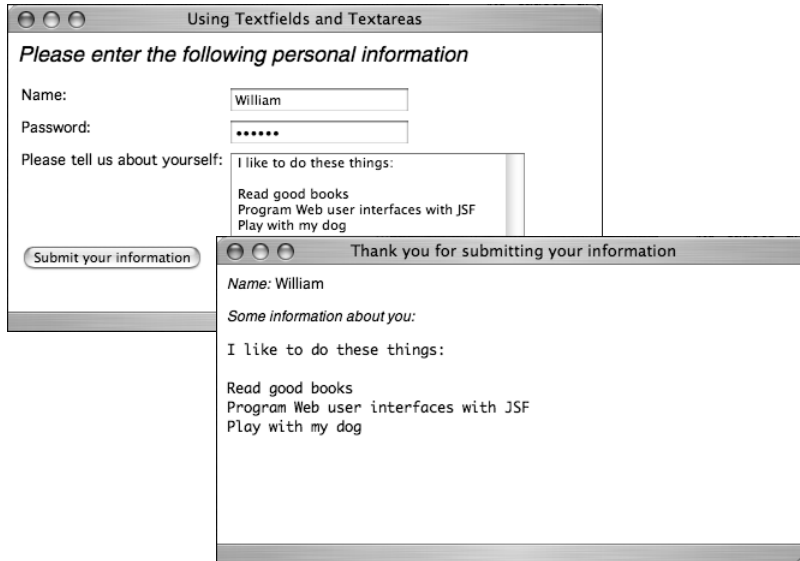 Using Textfields and Textareas
Please enter the following personal information
Name:
William
Password:
••••••
Please tell us about yourself:
I like to do these things:
Read good books
Program Web user interfaces with JSF
Play with my dog
Submit your information
Thank you for submitting your information
Name: William
Some information about you:
I like to do these things:
Read good books
Program Web user interfaces with JSF
Play with my dog